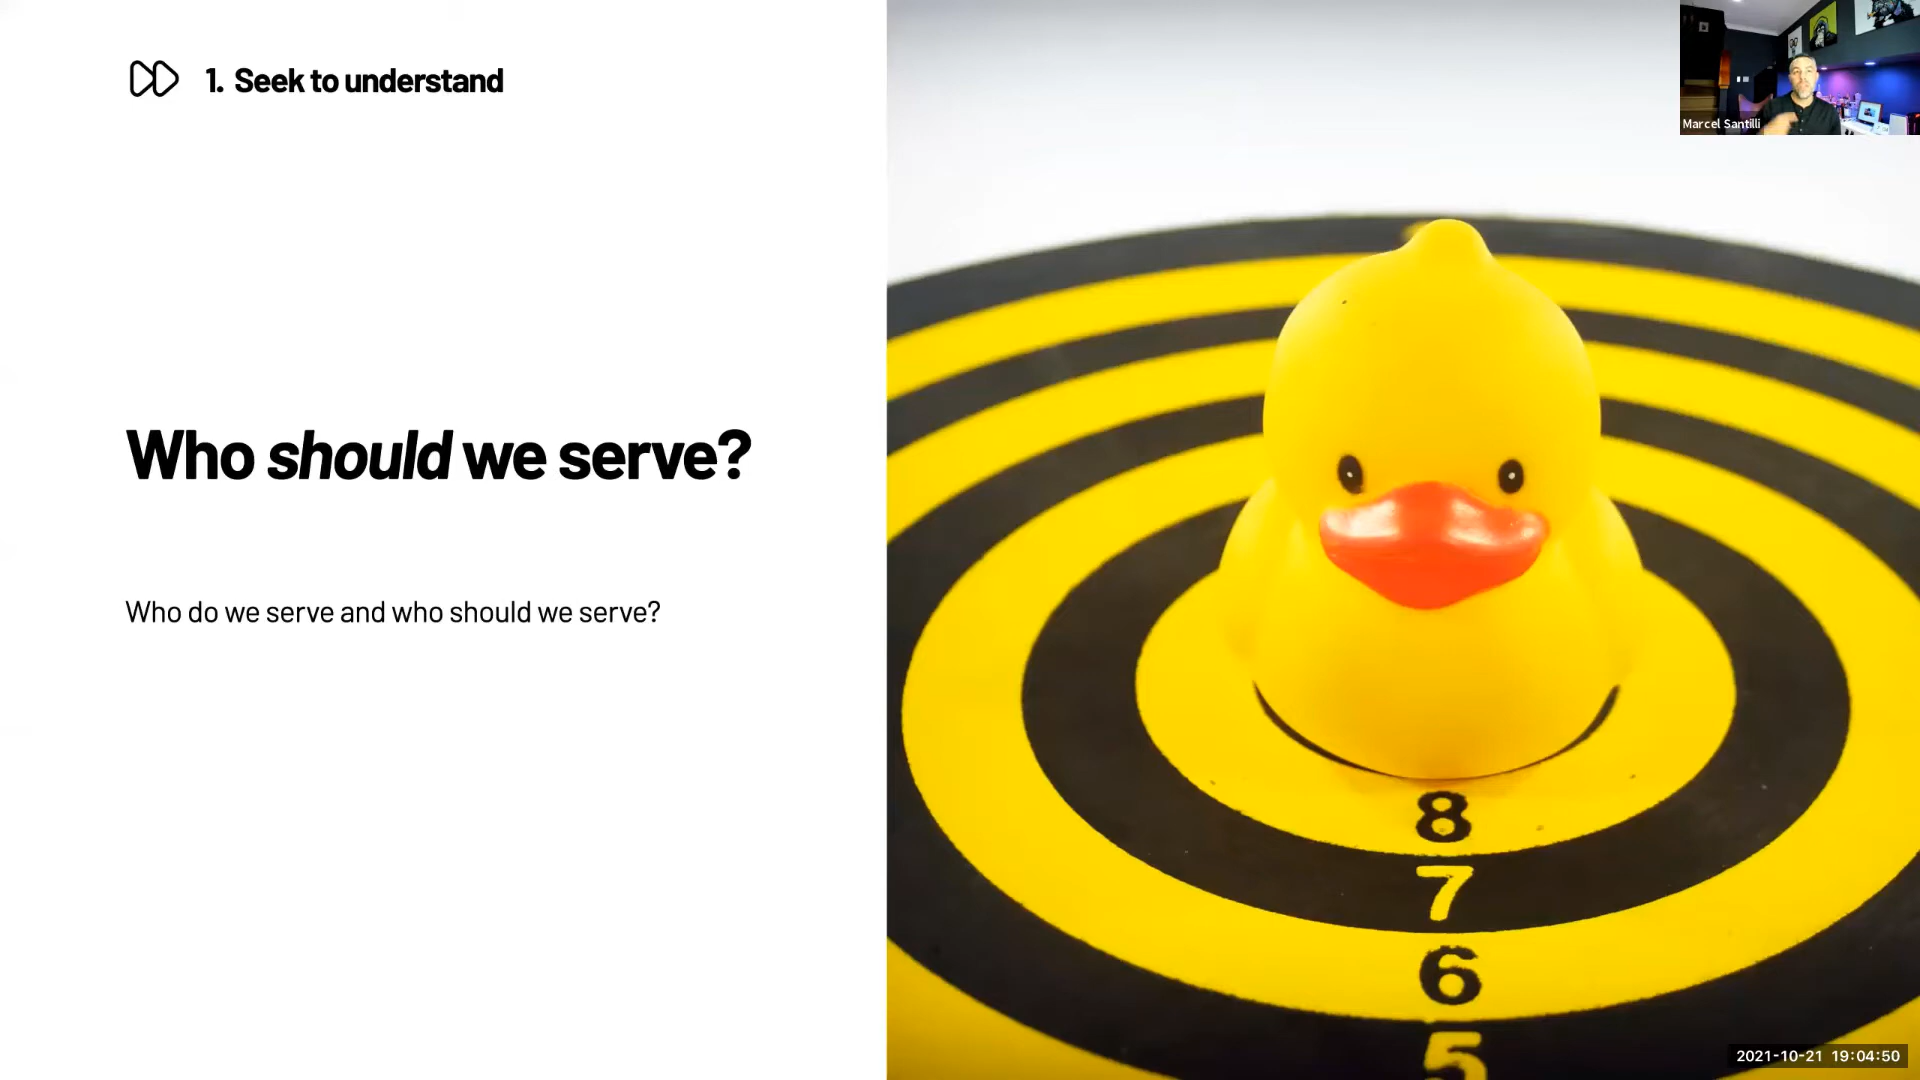 1. Seek to understand
Marcel Santilli
Who should we serve?
Who do we serve and who should we serve?
8
7
6
5
2021-10-21 19:04:50